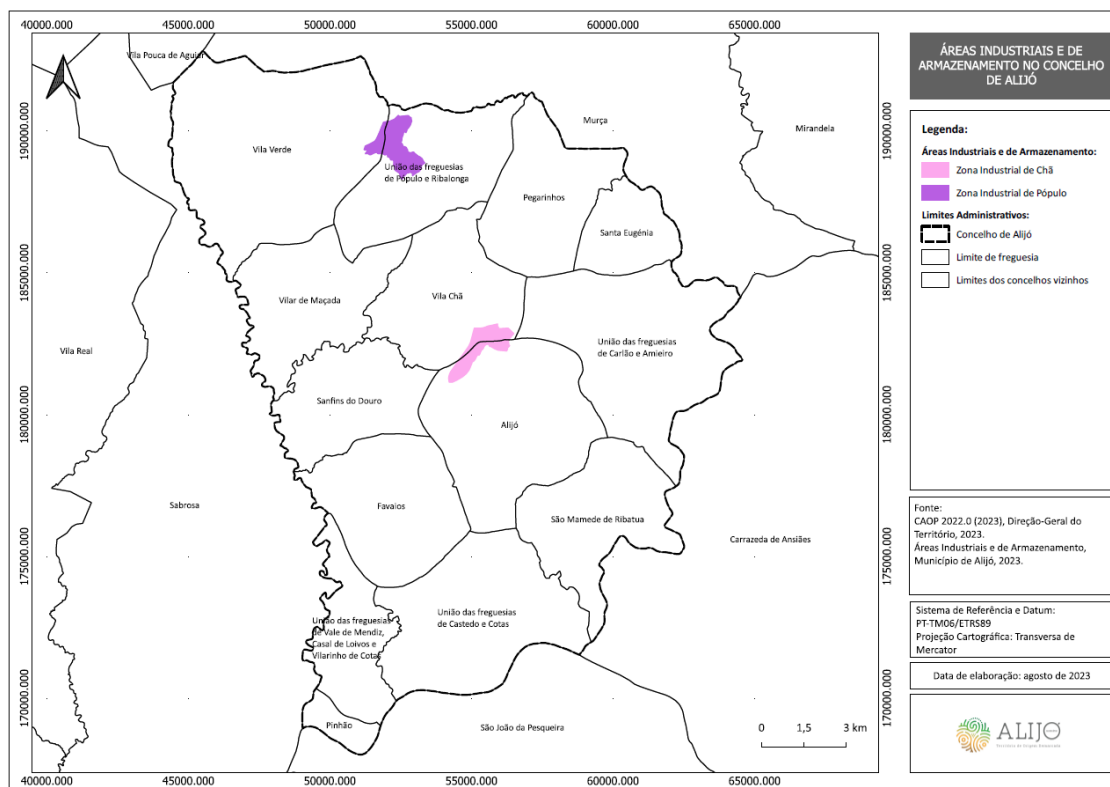 40000.000 45000.000 50000.000 55000.000 60000.000 65000.000
190000.000
185000.000
180000.000
175000.000
170000.000
Vila Pouca de Aguiar
Murça
Mirandela
Vila Verde
União das freguesias
de Pópulo e Ribalonga
Pegarinhos
Santa Eugénia
Vila Chã
Vilar de Maçada
União das freguesias
de Carlão e Amieiro
Vila Real
Sanfins do Douro
Alijó
Sabrosa
Favaios
São Mamede de Ribatua
Carrazeda de Ansiães
União das freguesias
de Vale de Mendiz,
Casal de Loivos e
Vilarinho de Cotas
União das freguesias
de Castedo e Cotas
Pinhão
São João da Pesqueira
0 1,5 3 km
190000.000
185000.000
180000.000
175000.000
170000.000
40000.000 45000.000 50000.000 55000.000 60000.000 65000.000
ÁREAS INDUSTRIAIS E DE
ARMAZENAMENTO NO CONCELHO
DE ALIJÓ
Legenda:
Áreas Industriais e de Armazenamento:
Zona Industrial de Chã
Zona Industrial de Pópulo
Limites Administrativos:
Concelho de Alijó
Limite de freguesia
Limites dos concelhos vizinhos
Fonte:
CAOP 2022.0 (2023), Direção-Geral do
Território, 2023.
Áreas Industriais e de Armazenamento,
Município de Alijó, 2023.
Sistema de Referência e Datum:
PT-TM06/ETRS89
Projeção Cartográfica: Transversa de
Mercator
Data de elaboração: agosto de 2023
ALIJÓ